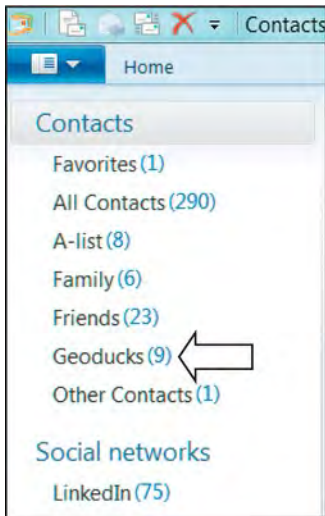 Contacts
Home
Contacts
Favorites (1)
All Contacts (290)
A-list (8)
Family (6)
Friends (23)
Geoducks (9)
Other Contacts (1)
Social networks
LinkedIn (75)